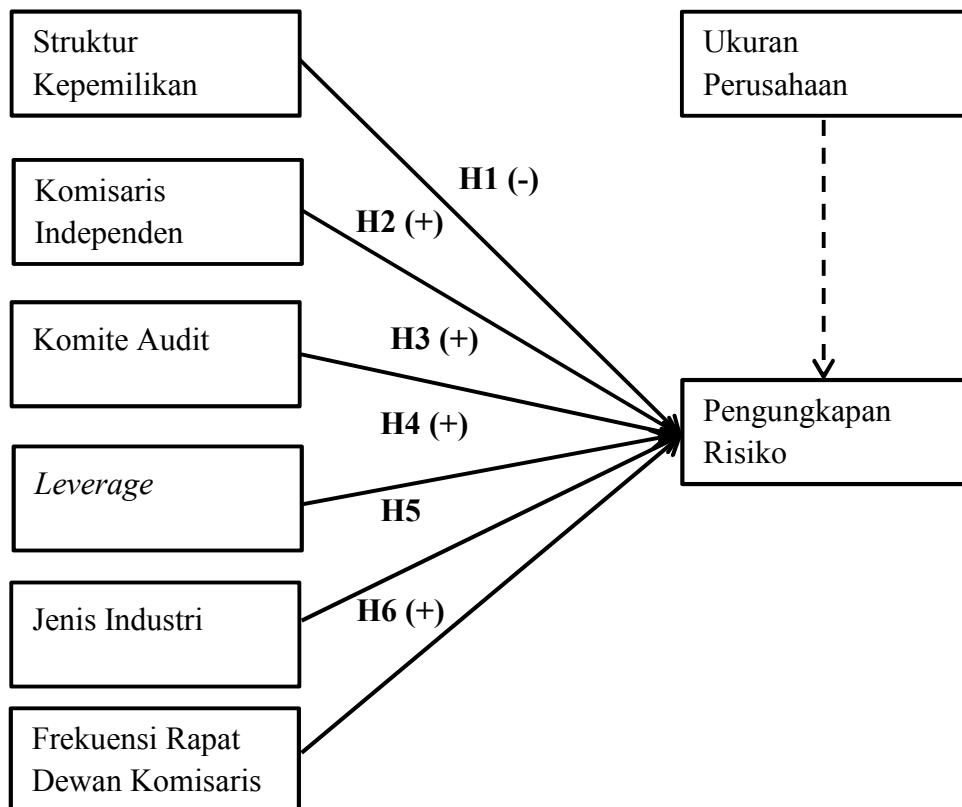 Struktur
Kepemilikan
Ukuran
Perusahaan
Komisaris
Independen
H1 (-)
H2 (+)
Komite Audit
H3 (+)
H4 (+)
Pengungkapan
Risiko
Leverage
H5
Jenis Industri
H6 (+)
Frekuensi Rapat
Dewan Komisaris